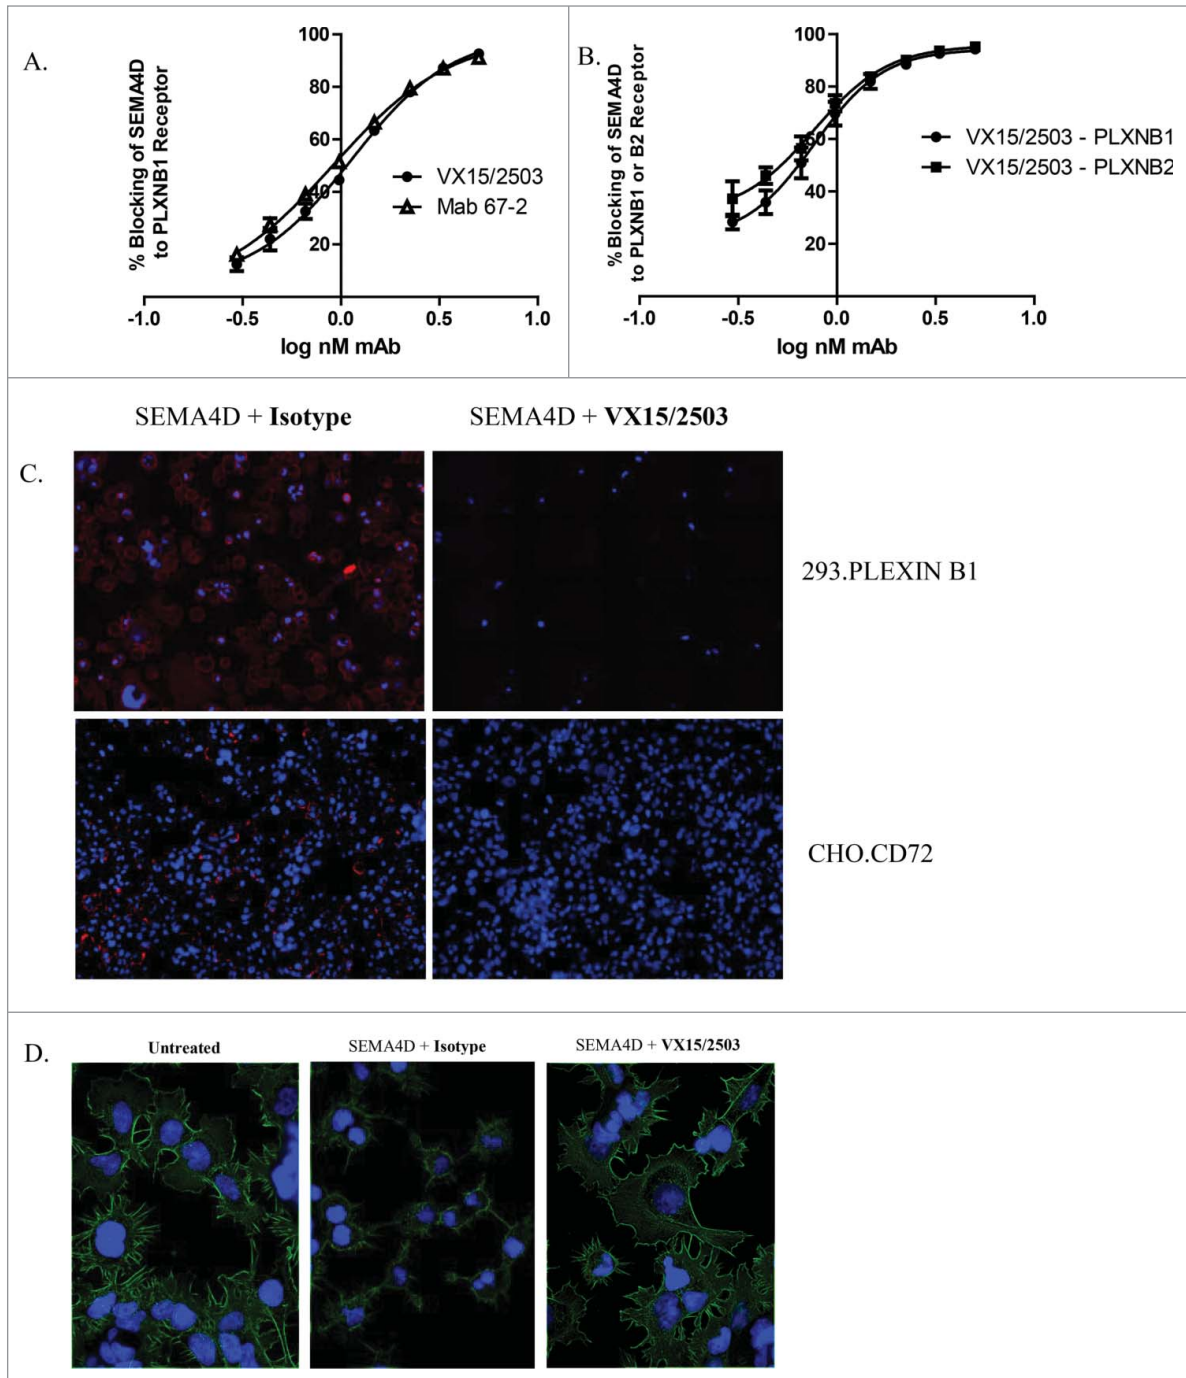 A.
% Blocking of SEMA4D
to PLXNB1 Receptor
100
80
60
40
20
VX15/2503
Mab 67-2
-1.0 -0.5 0.0 0.5 1.0
log nM mAb
B.
% Blocking of SEMA4D
to PLXNB1 or B2 Receptor
100
80
60
40
20
VX15/2503 - PLXNB1
VX15/2503 - PLXNB2
-1.0 -0.5 0.0 0.5 1.0
log nM mAb
SEMA4D + Isotype SEMA4D + VX15/2503
C.
293.PLEXIN B1
CHO.CD72
D.
Untreated SEMA4D + Isotype SEMA4D + VX15/2503